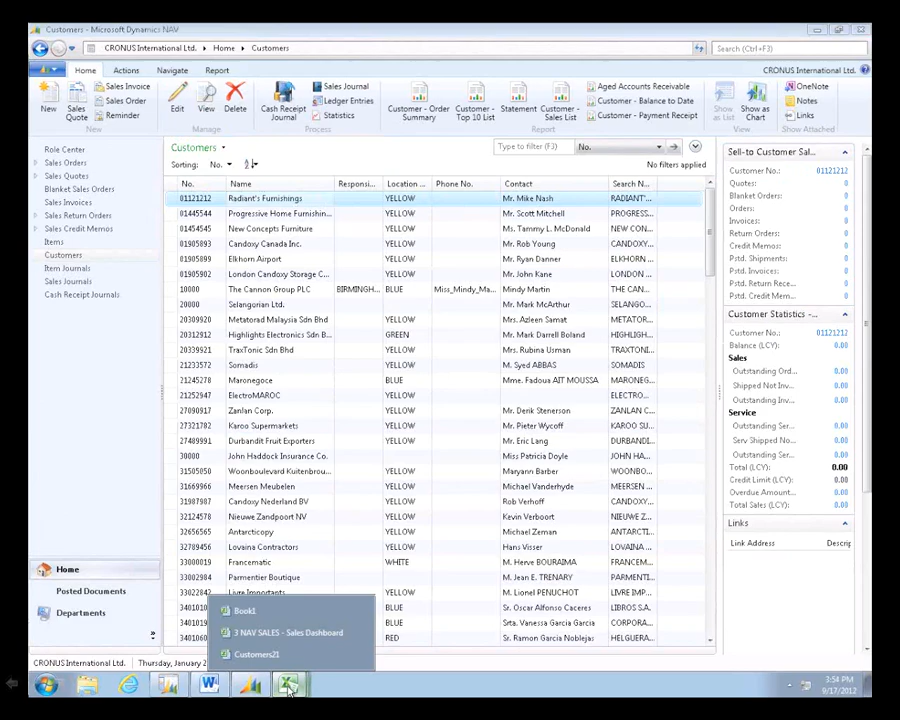 Customers - Microsoft Dynamics NAV
CRONUS International Ltd. Home Customers Search (Ctrl+F3)
Home Actions Navigate Report CRONUS International Ltd.
New
Sales Quote
Sales Invoice
Sales Order
Reminder
New
Edit
View
Delete
Manage
Cash Receipt Journal
Sales Journal
Ledger Entries
Statistics
Process
Customer - Order Summary
Customer - Top 10 List
Statement
Customer - Sales List
Aged Accounts Receivable
Customer - Balance to Date
Customer - Payment Receipt
Report
Show as List
Show as Chart
View
OneNote
Notes
Links
Show Attached
Role Center
Sales Orders
Sales Quotes
Blanket Sales Orders
Sales Invoices
Sales Return Orders
Sales Credit Memos
Items
Customers
Item Journals
Sales Journals
Cash Receipt Journals
Home
Posted Documents
Departments
Customers Type to filter (F3) No.
Sorting: No. No filters applied
No. Name Responsi... Location ... Phone No. Contact Search N...
01121212 Radiant's Furnishings YELLOW Mr. Mike Nash RADIANT'...
01445544 Progressive Home Furnishin... YELLOW Mr. Scott Mitchell PROGRESS...
01454545 New Concepts Furniture YELLOW Ms. Tammy L. McDonald NEW CON...
01905893 Candoxy Canada Inc. YELLOW Mr. Rob Young CANDOXY...
01905899 Elkhorn Airport YELLOW Mr. Ryan Danner ELKHORN ...
01905902 London Candoxy Storage C... YELLOW Mr. John Kane LONDON ...
10000 The Cannon Group PLC BIRMINGH... BLUE Miss_Mindy_Ma... Mindy Martin THE CAN...
20000 Selangorian Ltd. Mr. Mark McArthur SELANGO...
20309920 Metatorad Malaysia Sdn Bhd YELLOW Mrs. Azleen Samat METATOR...
20312912 Highlights Electronics Sdn B... GREEN Mr. Mark Darrell Boland HIGHLIGH...
20339921 TraxTonic Sdn Bhd YELLOW Mrs. Rubina Usman TRAXTONI...
21233572 Somadis YELLOW M. Syed ABBAS SOMADIS
21245278 Maronegoce BLUE Mme. Fadoua AIT MOUSSA MARONEG...
21252947 ElectroMAROC YELLOW ELECTRO...
27090917 Zanlan Corp. YELLOW Mr. Derik Stenerson ZANLAN C...
27321782 Karoo Supermarkets YELLOW Mr. Pieter Wycoff KAROO SU...
27489991 Durbandit Fruit Exporters YELLOW Mr. Eric Lang DURBANDI...
30000 John Haddock Insurance Co. Miss Patricia Doyle JOHN HAD...
31505050 Woonboulevard Kuitenbrou... YELLOW Maryann Barber WOONBO...
31669966 Meersen Meubelen YELLOW Michael Vanderhyde MEERSEN ...
31987987 Candoxy Nederland BV YELLOW Rob Verhoff CANDOXY...
32124578 Nieuwe Zandpoort NV YELLOW Kevin Verboort NIEUWE Z...
32656565 Antarcticopy YELLOW Michael Zeman ANTARCTI...
32789456 Lovaina Contractors YELLOW Hans Visser LOVAINA ...
33000019 Francematic WHITE M. Herve BOURAIMA FRANCEM...
33002984 Parmentier Boutique M. Jean E. TRENARY PARMENTI...
33022842 Livre Importants YELLOW M. Lionel PENUCHOT LIVRE IM...
3401010 BLUE Sr. Oscar Alfonso Caceres LIBROS S.A.
3401019 BLUE Srta. Vanessa Garcia Garcia CORPORA...
3401060 RED Sr. Ramon Garcia Noblejas HELGUERA...
Sell-to Customer Sal...
Customer No.: 01121212
Quotes: 0
Blanket Orders: 0
Orders: 0
Invoices: 0
Return Orders: 0
Credit Memos: 0
Pstd. Shipments: 0
Pstd. Invoices: 0
Pstd. Return Rece... 0
Pstd. Credit Mem... 0
Customer Statistics -...
Customer No.: 01121212
Balance (LCY): 0.00
Sales
Outstanding Ord... 0.00
Shipped Not Inv... 0.00
Outstanding Inv... 0.00
Service
Outstanding Ser... 0.00
Serv Shipped No... 0.00
Outstanding Ser... 0.00
Total (LCY): 0.00
Credit Limit (LCY): 0.00
Overdue Amount... 0.00
Total Sales (LCY): 0.00
Links
Link Address Descrip
Book1
3 NAV SALES - Sales Dashboard
Customers21
CRONUS International Ltd. Thursday, January
3:54 PM
9/17/2012